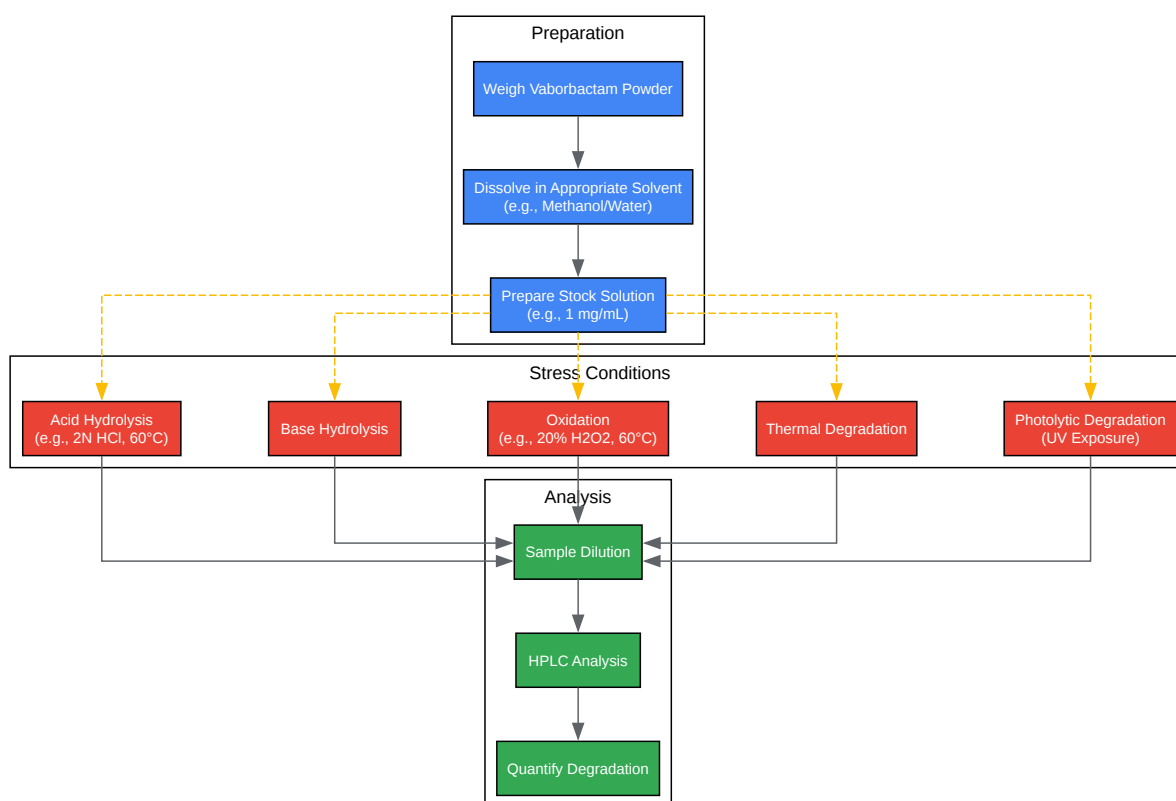 Preparation
Weigh Vaborbactam Powder
Dissolve in Appropriate Solvent
(e.g., Methanol/Water)
Prepare Stock Solution
(e.g., 1 mg/mL)
Stress Conditions
Acid Hydrolysis
(e.g., 2N HCl, 60°C)
Base Hydrolysis
Oxidation
(e.g., 20% H2O2, 60°C)
Thermal Degradation
Photolytic Degradation
(UV Exposure)
Analysis
Sample Dilution
HPLC Analysis
Quantify Degradation